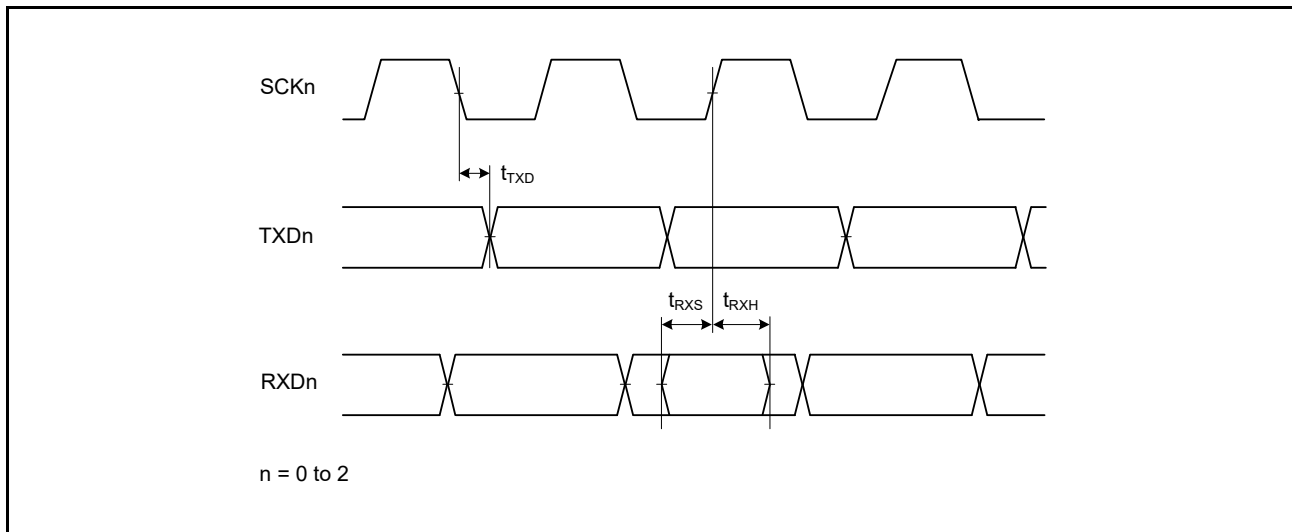 SCKn
tTXD
TXDn
tRXS tRXH
RXDn
n = 0 to 2